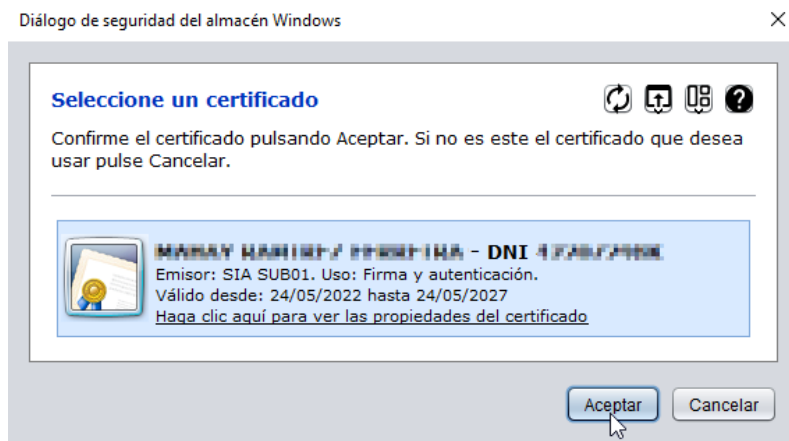 Diálogo de seguridad del almacén Windows
Seleccione un certificado
Confirme el certificado pulsando Aceptar. Si no es este el certificado que desea
usar pulse Cancelar.
- DNI
Emisor: SIA SUB01. Uso: Firma y autenticación.
Válido desde: 24/05/2022 hasta 24/05/2027
Haga clic aquí para ver las propiedades del certificado
Aceptar
Cancelar